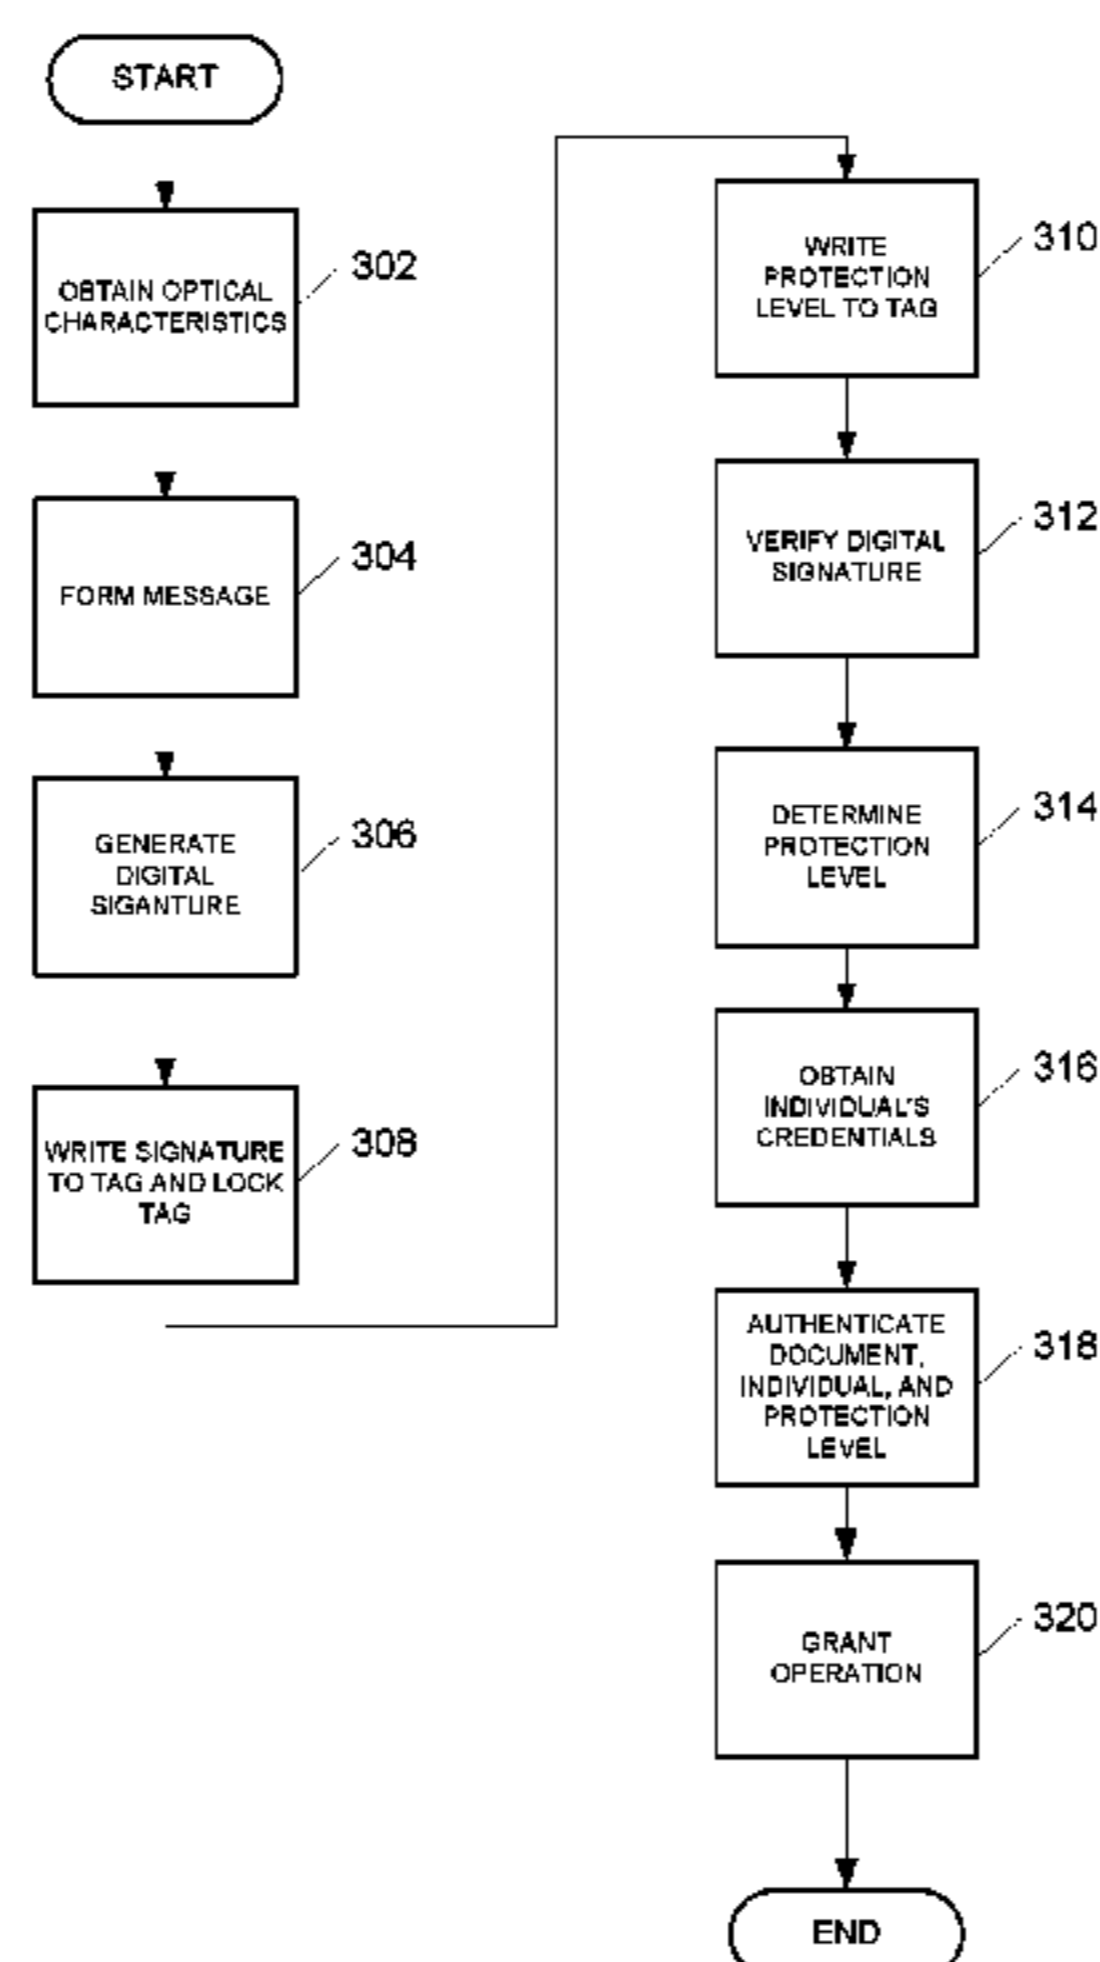 START
OBTAIN OPTICAL
CHARACTERISTICS
302
FORM MESSAGE
304
GENERATE
DIGITAL
SIGANTURE
306
WRITE SIGNATURE
TO TAG AND LOCK
TAG
308
WRITE
PROTECTION
LEVEL TO TAG
310
VERIFY DIGITAL
SIGNATURE
312
DETERMINE
PROTECTION
LEVEL
314
OBTAIN
INDIVIDUAL'S
CREDENTIALS
316
AUTHENTICATE
DOCUMENT,
INDIVIDUAL, AND
PROTECTION
LEVEL
318
GRANT
OPERATION
320
END